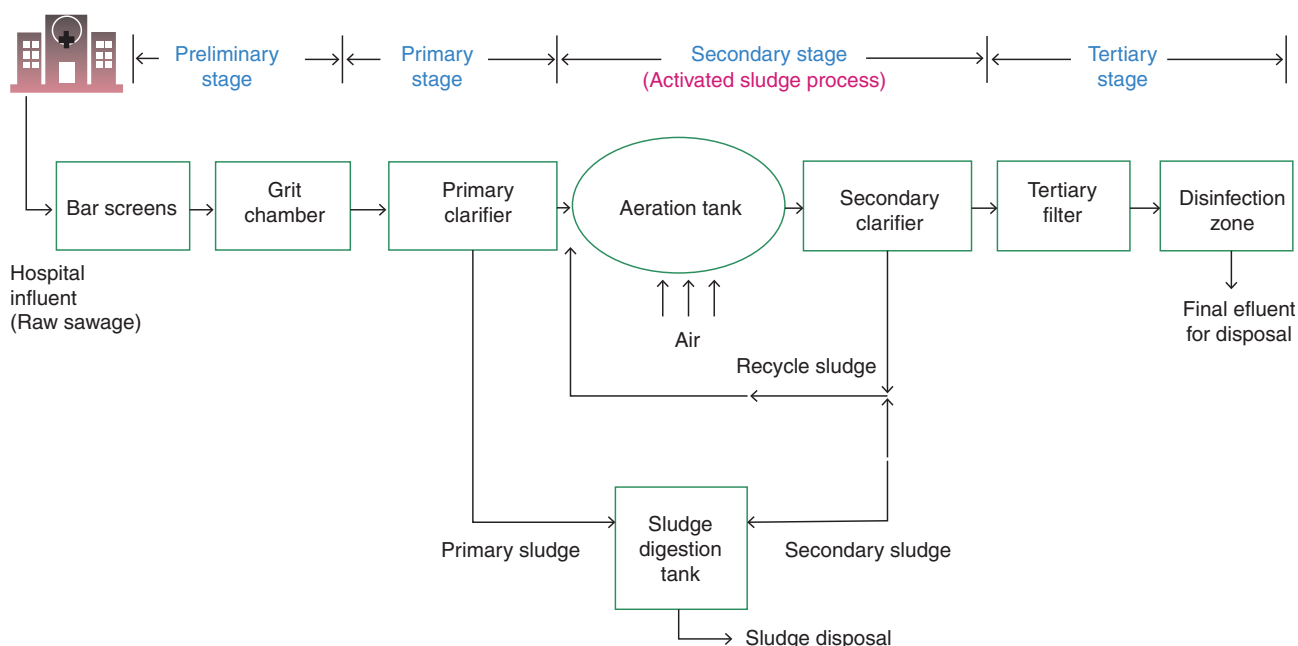 Preliminary
stage
Primary
stage
Secondary stage
(Activated sludge process)
Tertiary
stage
Bar screens
Grit
chamber
Primary
clarifier
Aeration tank
Secondary
clarifier
Tertiary
filter
Disinfection
zone
Hospital
influent
(Raw sawage)
Air
Final efluent
for disposal
Recycle sludge
Sludge
digestion
tank
Primary sludge
Secondary sludge
Sludge disposal